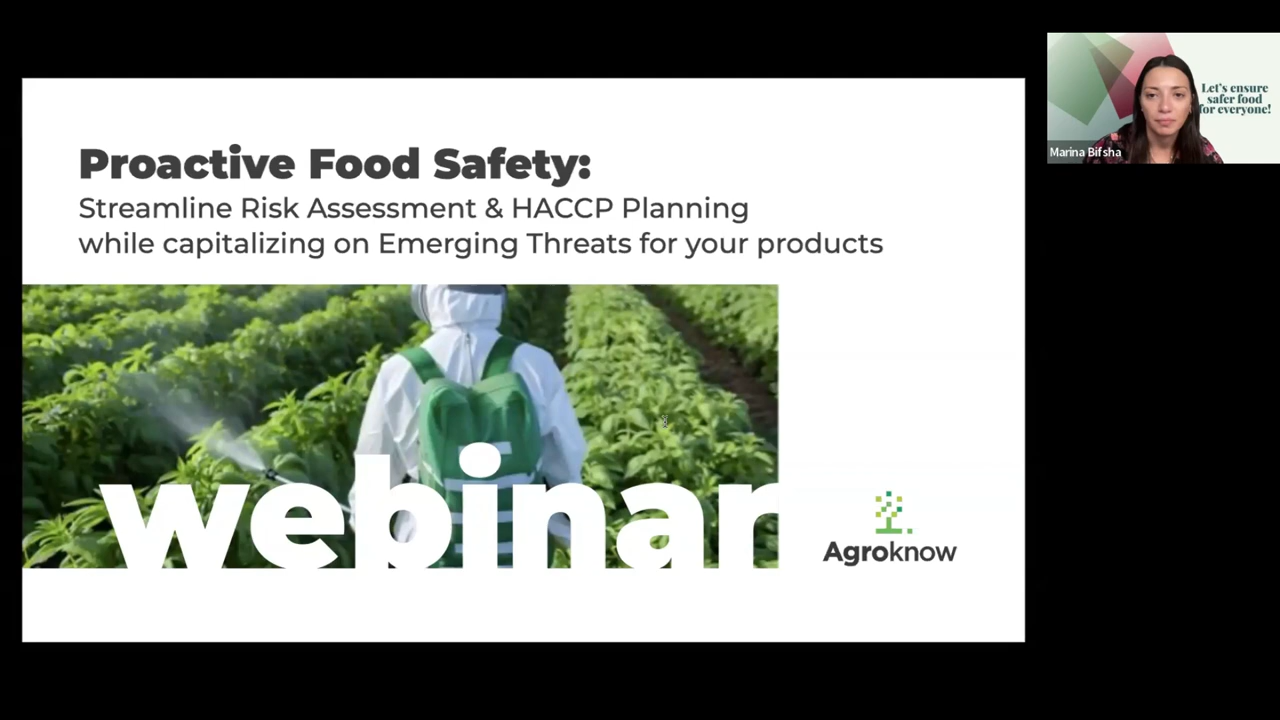 Proactive Food Safety:
Streamline Risk Assessment & HACCP Planning
while capitalizing on Emerging Threats for your products
webinar
Agroknow
Let's ensure
safer food
for everyone!
Marina Bifsha